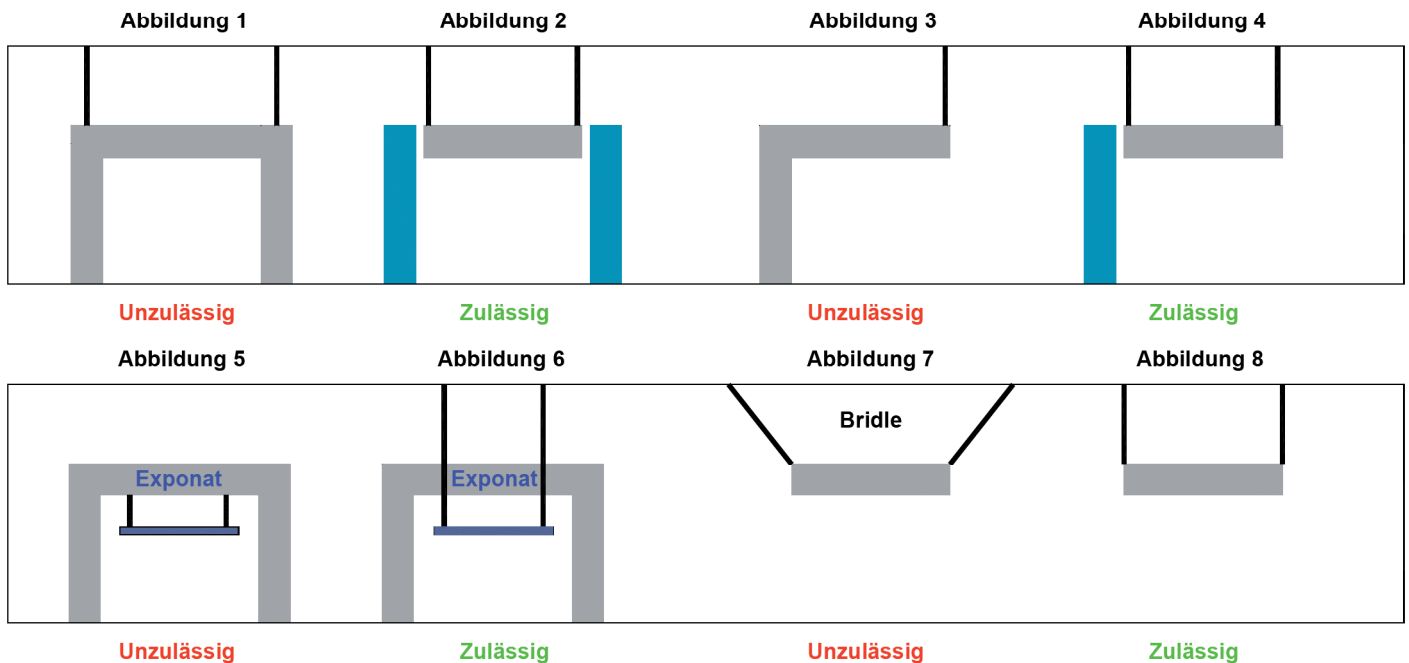 Abbildung 1 Abbildung 2 Abbildung 3 Abbildung 4
Unzulässig Zulässig Unzulässig Zulässig
Abbildung 5 Abbildung 6 Abbildung 7 Abbildung 8
Bridle
Exponat Exponat
Unzulässig Zulässig Unzulässig Zulässig